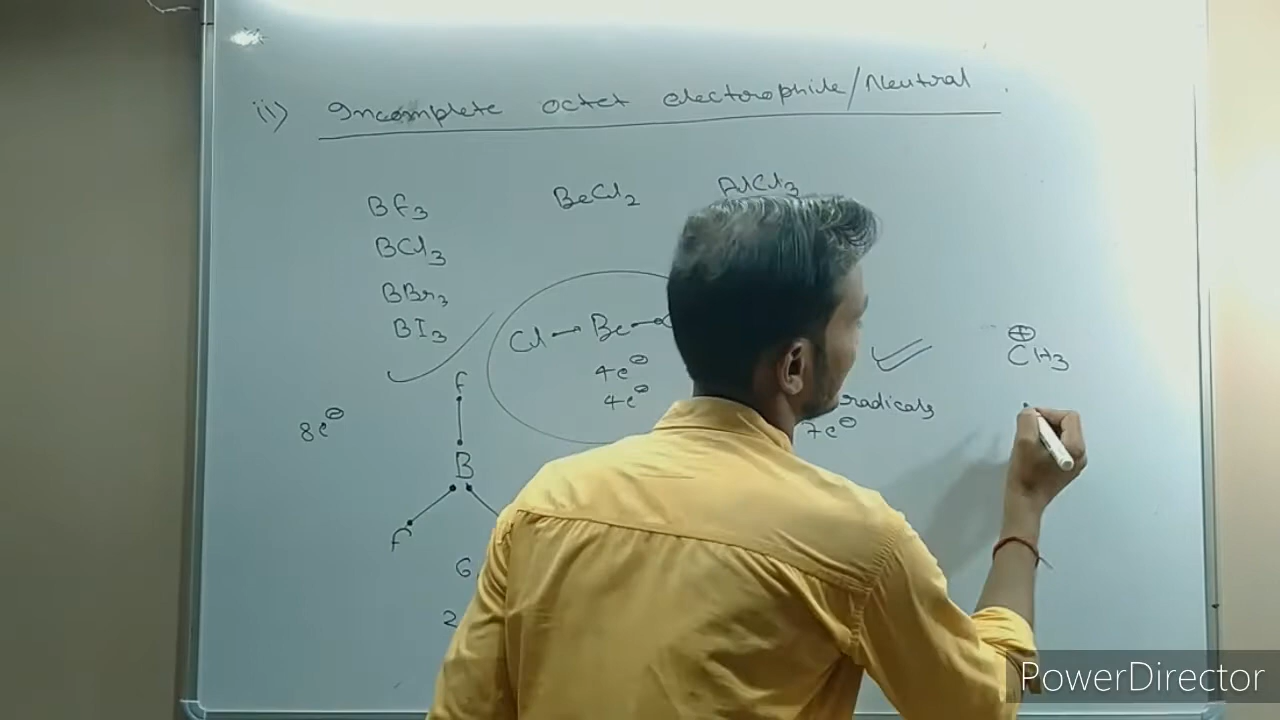 ii) Incomplete octet electrophile/Neutral
BF3 BeCl2 AlCl3
BCl3
BBr3
BI3
Cl Be
4e⊖
4e⊖
⊕
CH3
radicals
7e⊖
8e⊖
F
B
F
6
2
PowerDirector